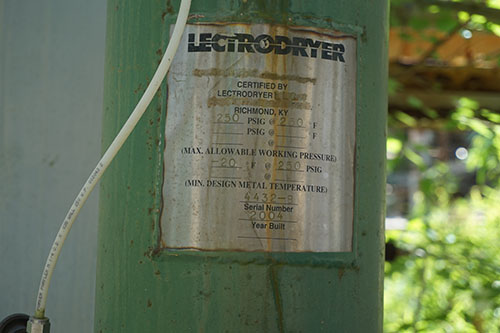 LECTRODRYER
CERTIFIED BY
LECTRODRYER
RICHMOND, KY
250 PSIG @ F
PSIG @ F
(MAX. ALLOWABLE WORKING PRESSURE)
-20 °F @ 250 PSIG
@
(MIN. DESIGN METAL TEMPERATURE)
4432-B
Serial Number
2004
Year Built